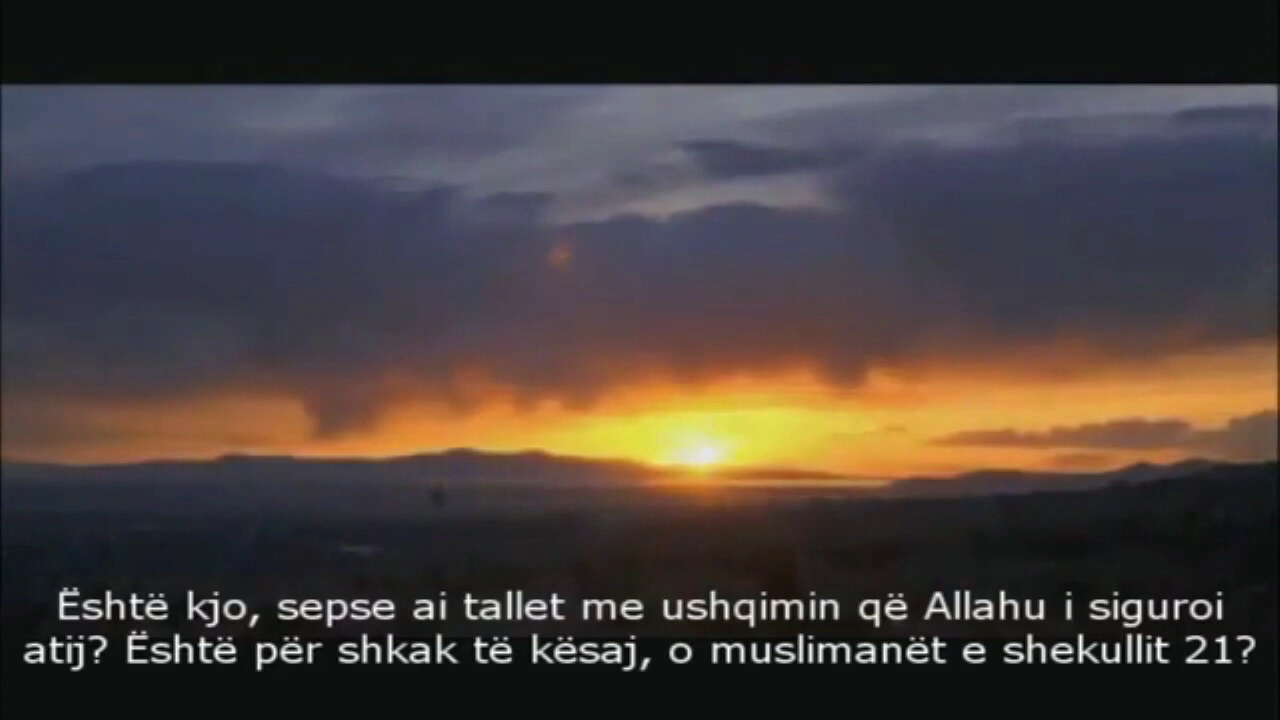 Është kjo, sepse ai tallet me ushqimin që Allahu i siguroi
atij? Është për shkak të kësaj, o muslimanët e shekullit 21?